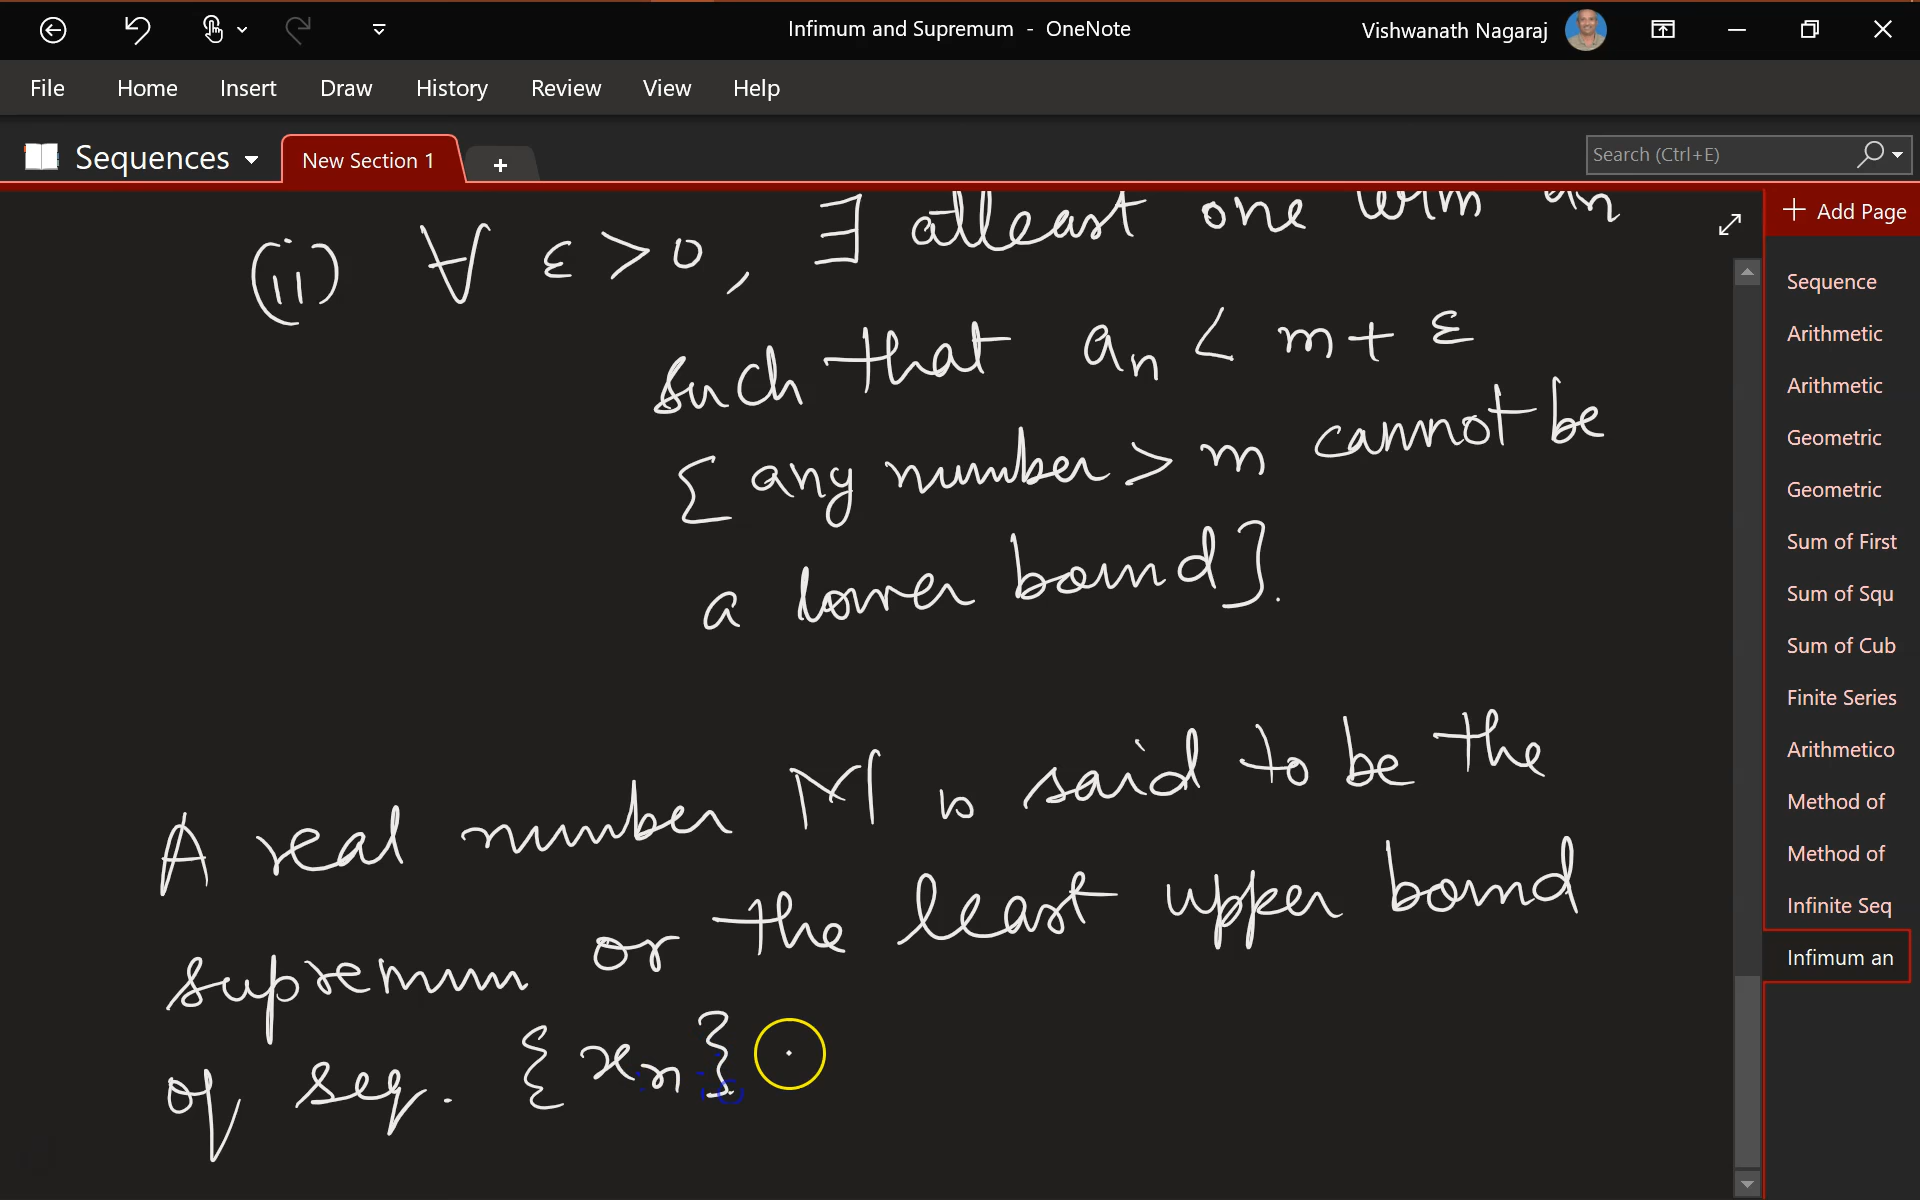 Infimum and Supremum - OneNote
Vishwanath Nagaraj
File Home Insert Draw History Review View Help
Sequences New Section 1 +
Search (Ctrl+E)
Add Page
Sequence
Arithmetic
Arithmetic
Geometric
Geometric
Sum of First
Sum of Squ
Sum of Cub
Finite Series
Arithmetico
Method of
Method of
Infinite Seq
Infimum an
(ii) ∀ ε > 0, ∃ atleast one term an
such that an < m + ε
[any number > m cannot be
a lower bound].
A real number M is said to be the
supremum or the least upper bound
of seq. {xn}